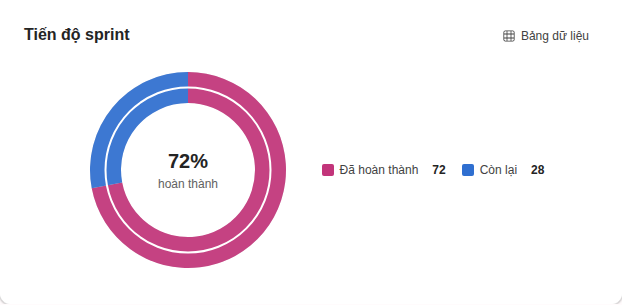 Tiến độ sprint
Bảng dữ liệu
72%
hoàn thành
Đã hoàn thành 72 Còn lại 28